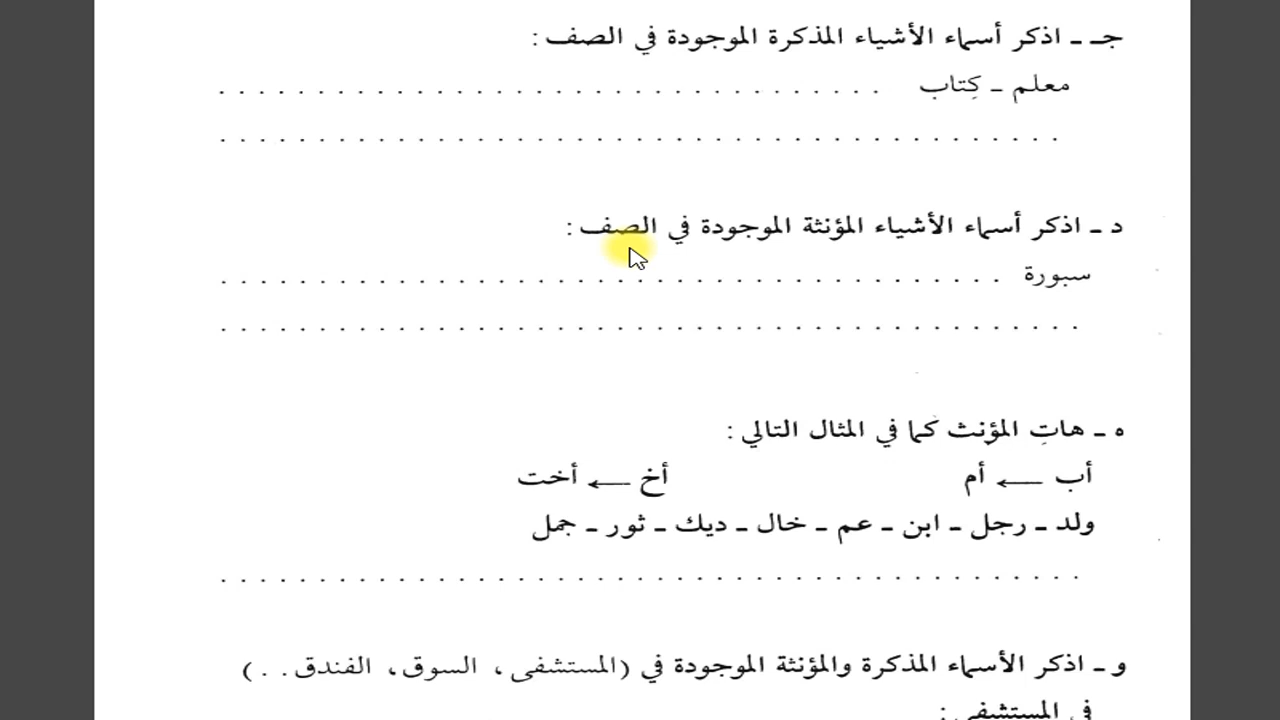 جـ ـ اذكر أسماء الأشياء المذكرة الموجودة في الصف :
معلم ـ كِتاب . . . . . . . . . . . . . . . . . . . . . . . . . . . . . . . .
. . . . . . . . . . . . . . . . . . . . . . . . . . . . . . . . . . . . . . . . .
د ـ اذكر أسماء الأشياء المؤنثة الموجودة في الصف :
سبورة . . . . . . . . . . . . . . . . . . . . . . . . . . . . . . . . . . . . . .
. . . . . . . . . . . . . . . . . . . . . . . . . . . . . . . . . . . . . . . . .
ه ـ هاتِ المؤنث كما في المثال التالي :
أب ← أم أخ ← أخت
ولد ـ رجل ـ ابن ـ عم ـ خال ـ ديك ـ ثور ـ جمل
. . . . . . . . . . . . . . . . . . . . . . . . . . . . . . . . . . . . . . . . .
و ـ اذكر الأسماء المذكرة والمؤنثة الموجودة في (المستشفى ، السوق ، الفندق . . )
في المستشفى :